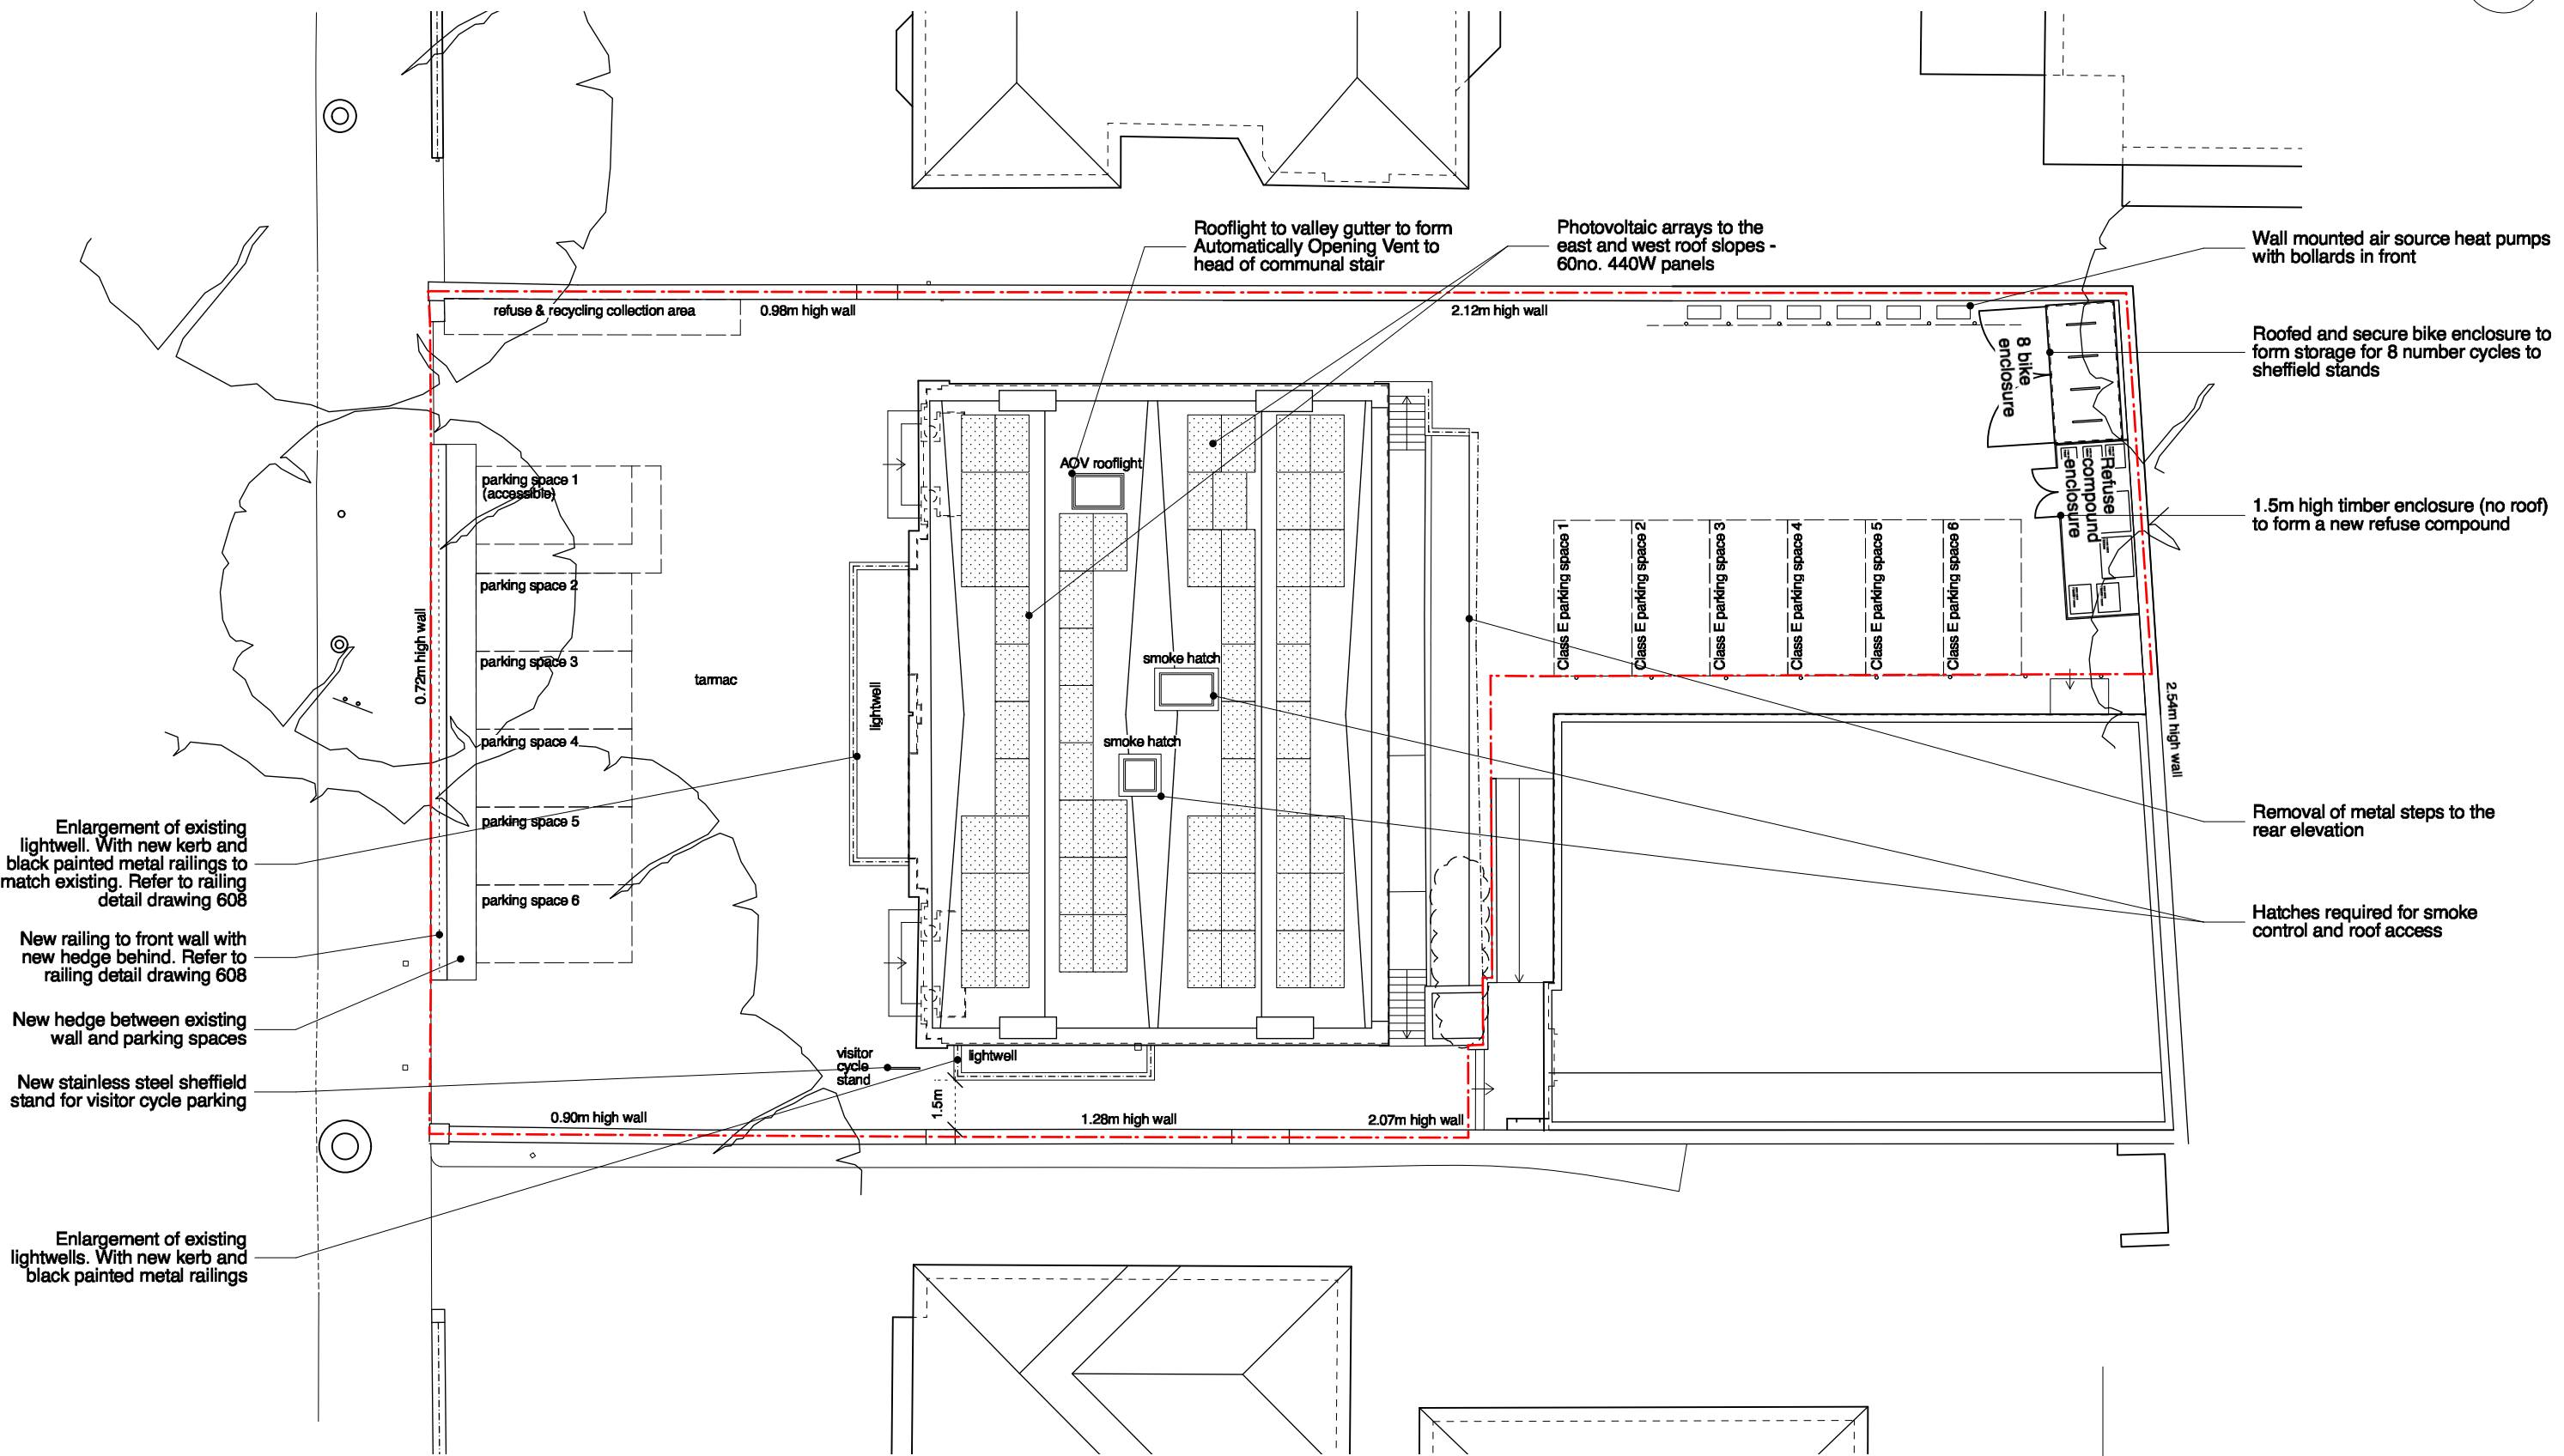 Rooflight to valley gutter to form
Automatically Opening Vent to
head of communal stair
Photovoltaic arrays to the
east and west roof slopes -
60no. 440W panels
Wall mounted air source heat pumps
with bollards in front
refuse & recycling collection area
0.98m high wall
2.12m high wall
Roofed and secure bike enclosure to
form storage for 8 number cycles to
sheffield stands
8 bike
enclosure
AOV rooflight
parking space 1
(accessible)
Refuse
compound
enclosure
1.5m high timber enclosure (no roof)
to form a new refuse compound
Class E parking space 1
Class E parking space 2
Class E parking space 3
Class E parking space 4
Class E parking space 5
Class E parking space 6
parking space 2
parking space 3
parking space 4
parking space 5
parking space 6
0.72m high wall
tarmac
lightwell
smoke hatch
smoke hatch
2.54m high wall
Enlargement of existing
lightwell. With new kerb and
black painted metal railings to
match existing. Refer to railing
detail drawing 608
Removal of metal steps to the
rear elevation
Hatches required for smoke
control and roof access
New railing to front wall with
new hedge behind. Refer to
railing detail drawing 608
New hedge between existing
wall and parking spaces
New stainless steel sheffield
stand for visitor cycle parking
visitor
cycle
stand
lightwell
1.5m
0.90m high wall
1.28m high wall
2.07m high wall
Enlargement of existing
lightwells. With new kerb and
black painted metal railings